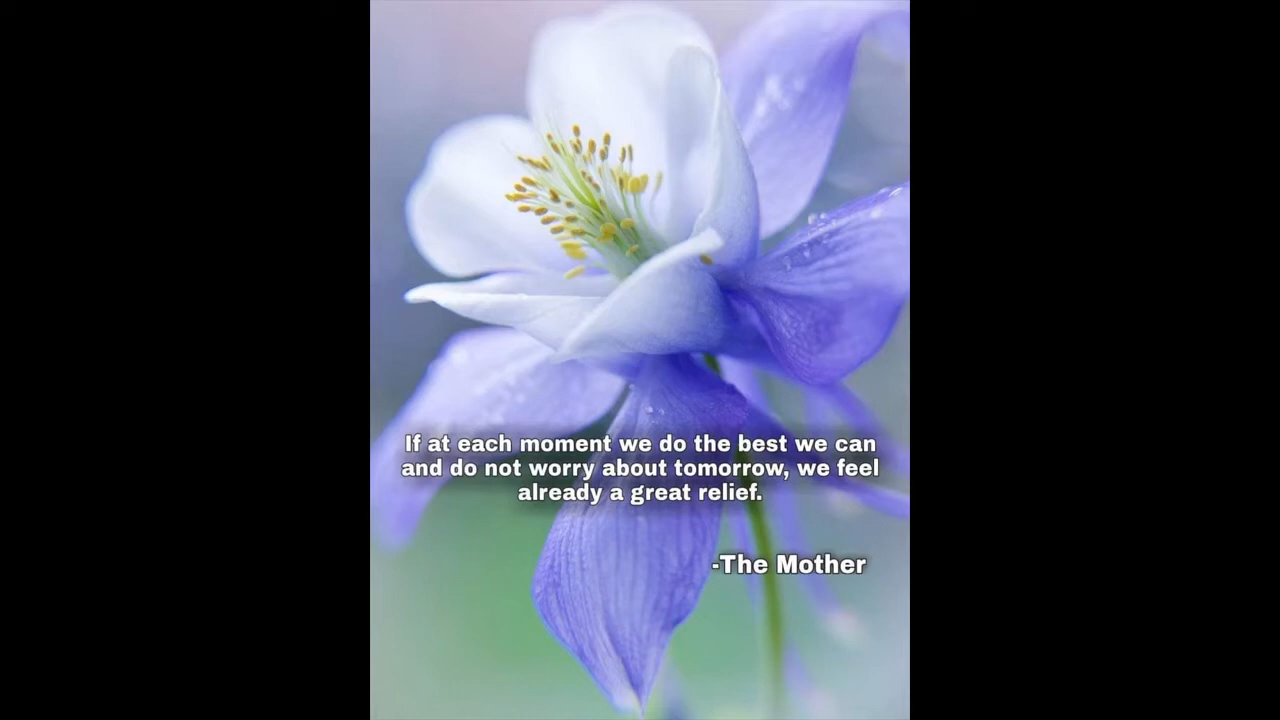 If at each moment we do the best we can
and do not worry about tomorrow, we feel
already a great relief.
-The Mother